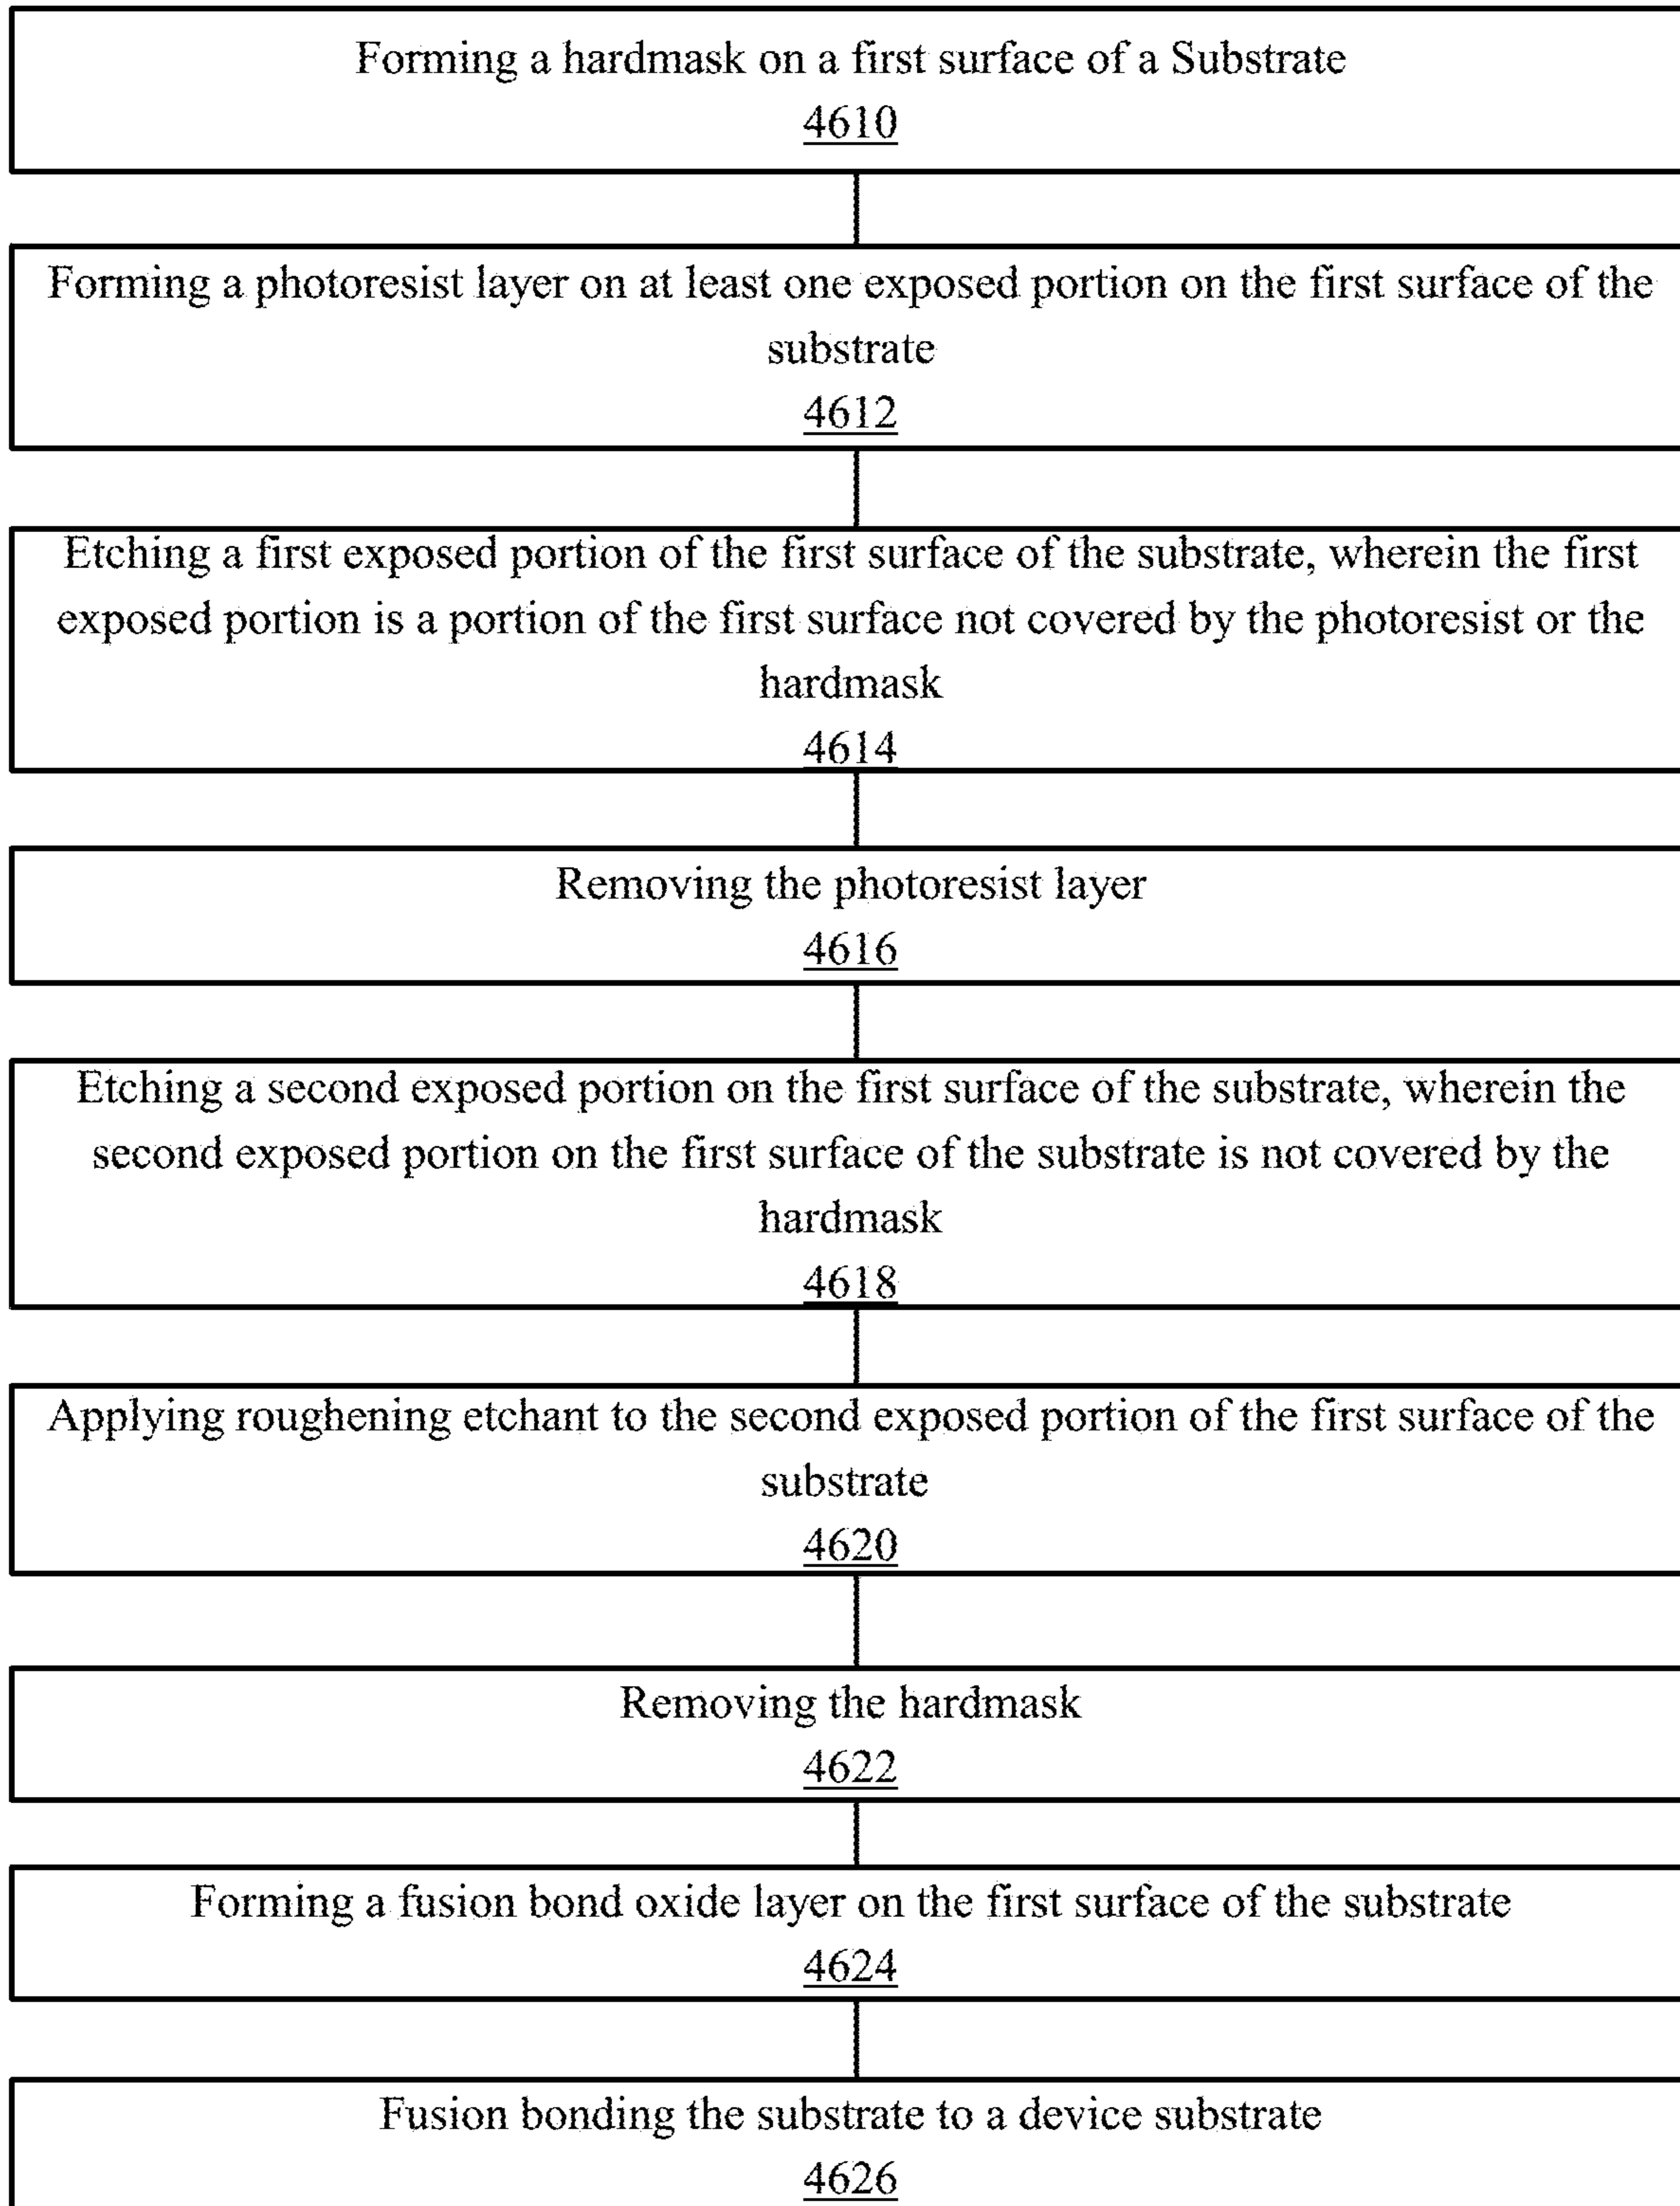 Forming a hardmask on a first surface of a Substrate
4610
Forming a photoresist layer on at least one exposed portion on the first surface of the
substrate
4612
Etching a first exposed portion of the first surface of the substrate, wherein the first
exposed portion is a portion of the first surface not covered by the photoresist or the
hardmask
4614
Removing the photoresist layer
4616
Etching a second exposed portion on the first surface of the substrate, wherein the
second exposed portion on the first surface of the substrate is not covered by the
hardmask
4618
Applying roughening etchant to the second exposed portion of the first surface of the
substrate
4620
Removing the hardmask
4622
Forming a fusion bond oxide layer on the first surface of the substrate
4624
Fusion bonding the substrate to a device substrate
4626